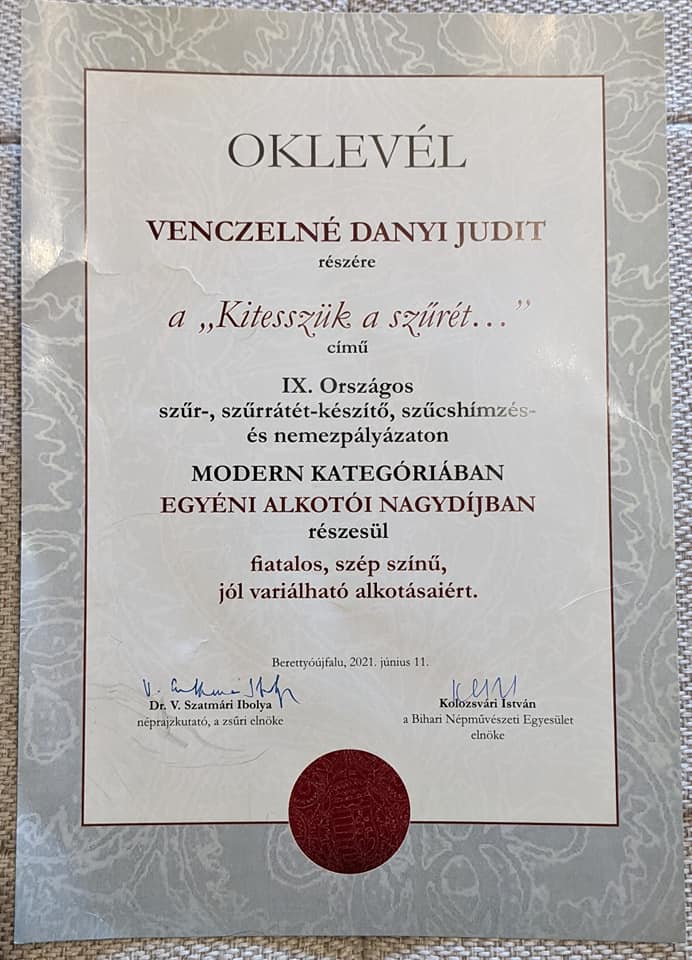 OKLEVÉL
VENCZELNÉ DANYI JUDIT
részére
a „Kitesszük a szűrét…”
című
IX. Országos
szűr-, szűrrátét-készítő, szűcshímzés-
és nemezpályázaton
MODERN KATEGÓRIÁBAN
EGYÉNI ALKOTÓI NAGYDÍJBAN
részesül
fiatalos, szép színű,
jól variálható alkotásaiért.
Berettyóújfalu, 2021. június 11.
Dr. V. Szatmári Ibolya
néprajzkutató, a zsűri elnöke
Kolozsvári István
a Bihari Népművészeti Egyesület
elnöke